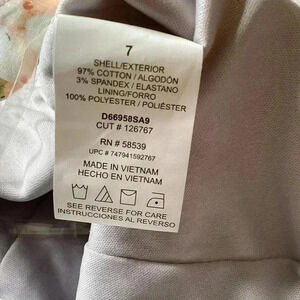 7
SHELL/EXTERIOR
97% COTTON / ALGODÓN
3% SPANDEX / ELASTANO
LINING/FORRO
100% POLYESTER / POLIÉSTER
D66958SA9
CUT # 126767
RN # 58539
UPC # 747941592767
MADE IN VIETNAM
HECHO EN VIETNAM
SEE REVERSE FOR CARE
INSTRUCCIONES AL REVERSO